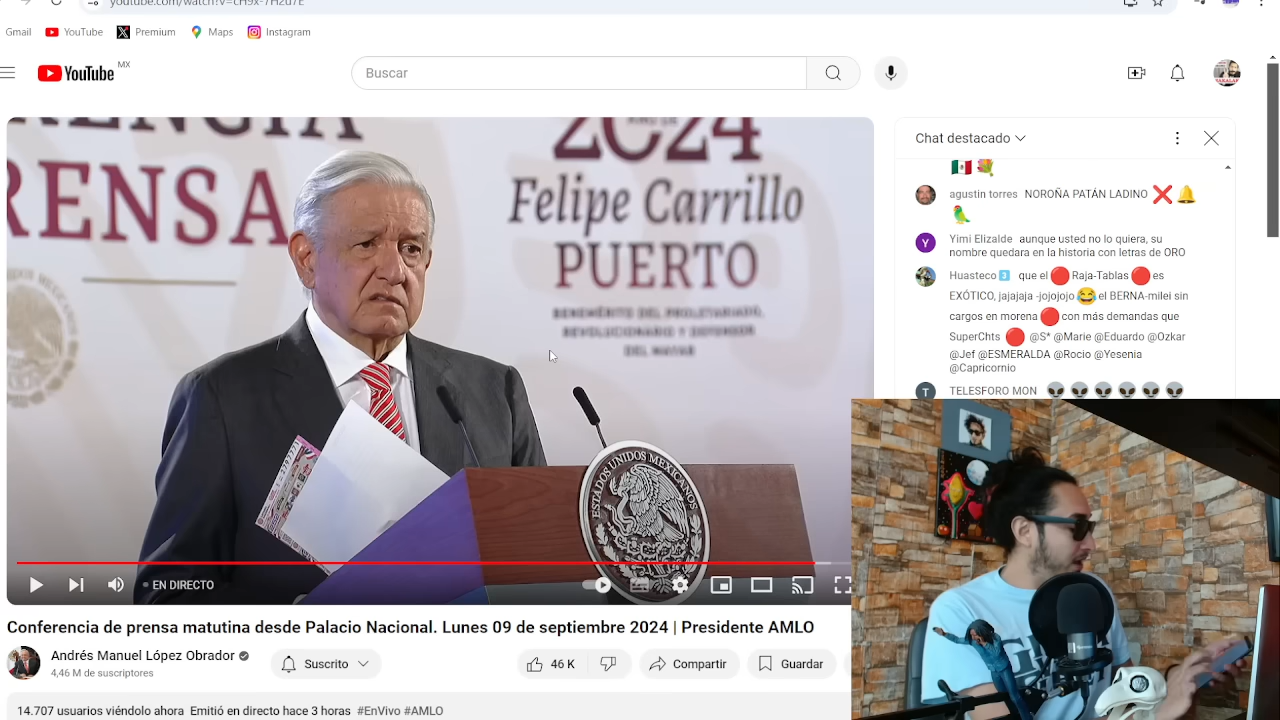 youtube.com/watch?v=cH9x-7H2d7E
Gmail YouTube Premium Maps Instagram
YouTube MX
Buscar
Chat destacado
RENSA
2024
Felipe Carrillo
PUERTO
BENEMÉRITO DEL PROLETARIADO,
REVOLUCIONARIO Y DEFENSOR
DEL MAYAB
ESTADOS UNIDOS MEXICANOS
EN DIRECTO
agustin torres NOROÑA PATÁN LADINO ❌ 🔔
🦜
Yimi Elizalde aunque usted no lo quiera, su
nombre quedara en la historia con letras de ORO
Huasteco 3️⃣ que el 🔴 Raja-Tablas 🔴 es
EXÓTICO, jajajaja -jojojojo 😂 el BERNA-milei sin
cargos en morena 🔴 con más demandas que
SuperChts 🔴 @S* @Marie @Eduardo @Ozkar
@Jef @ESMERALDA @Rocio @Yesenia
@Capricornio
T TELESFORO MON 👽 👽 👽 👽 👽 👽
Conferencia de prensa matutina desde Palacio Nacional. Lunes 09 de septiembre 2024 | Presidente AMLO
Andrés Manuel López Obrador
4,46 M de suscriptores
Suscrito
46 K
Compartir
Guardar
14.707 usuarios viéndolo ahora Emitió en directo hace 3 horas #EnVivo #AMLO